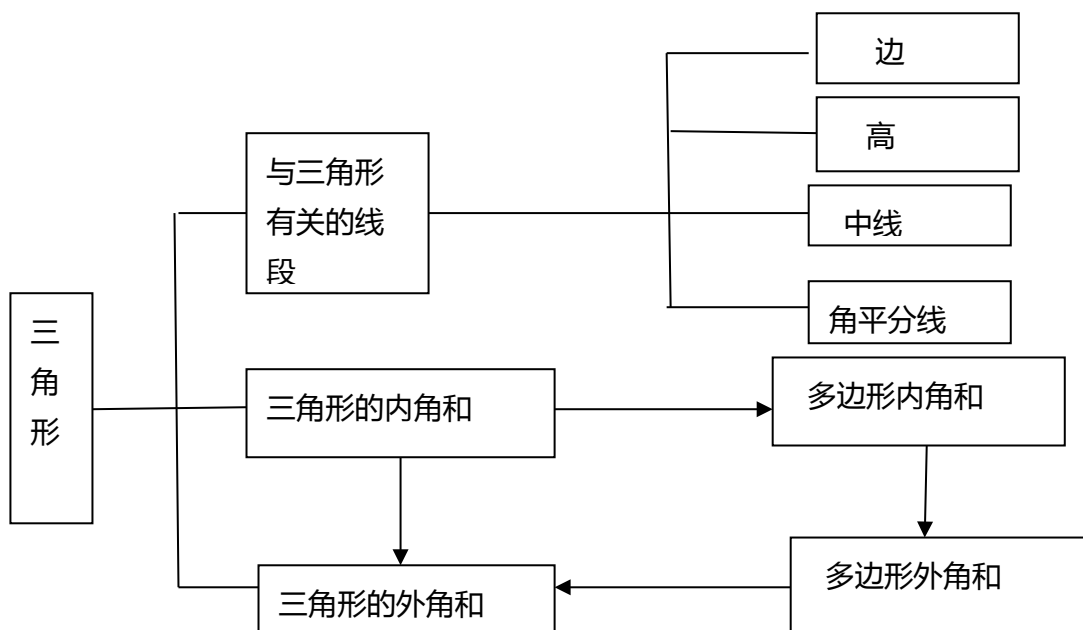 边
高
与三角形
有关的线
段
中线
角平分线
三
角
形
三角形的内角和
多边形内角和
三角形的外角和
多边形外角和